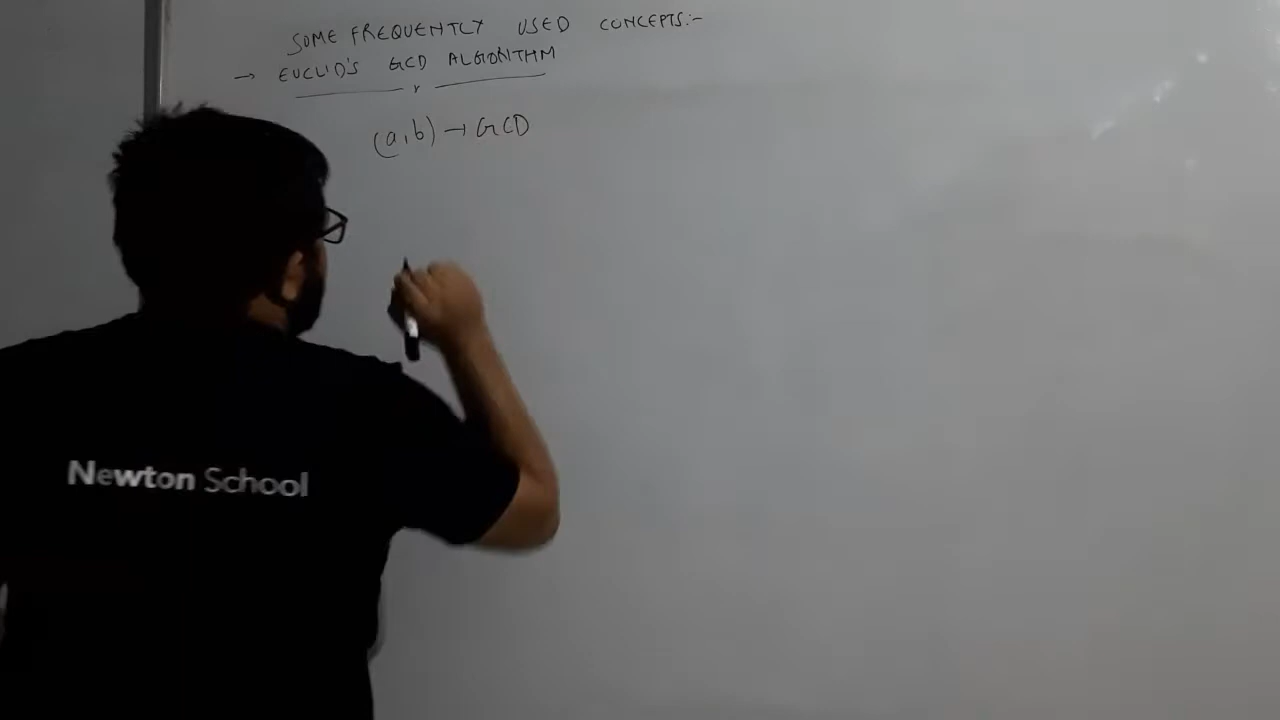 SOME FREQUENTLY USED CONCEPTS:-
→ EUCLID'S GCD ALGORITHM
(a,b) → GCD
Newton School